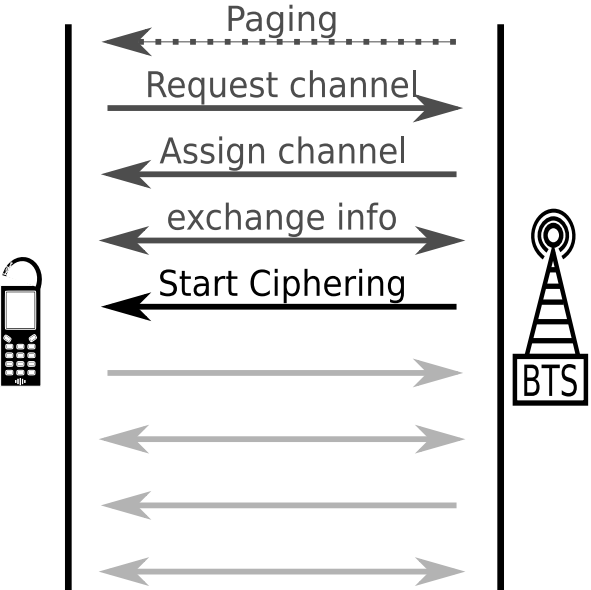 Paging
Request channel
Assign channel
exchange info
Start Ciphering
BTS